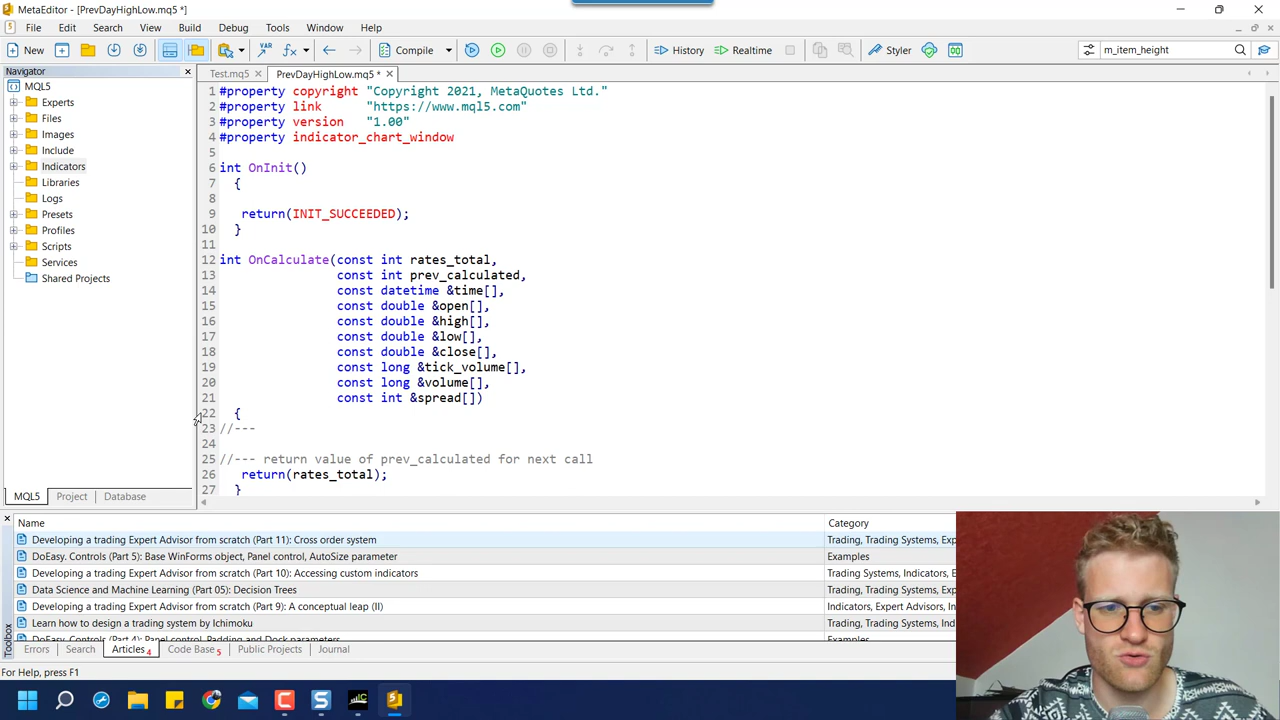 MetaEditor - [PrevDayHighLow.mq5 *]
File Edit Search View Build Debug Tools Window Help
New Compile History Realtime Styler m_item_height
Navigator
Test.mq5 PrevDayHighLow.mq5 *
MQL5
Experts
Files
Images
Include
Indicators
Libraries
Logs
Presets
Profiles
Scripts
Services
Shared Projects
MQL5 Project Database
1 #property copyright "Copyright 2021, MetaQuotes Ltd."
2 #property link "https://www.mql5.com"
3 #property version "1.00"
4 #property indicator_chart_window
5
6 int OnInit()
7 {
8
9 return(INIT_SUCCEEDED);
10 }
11
12 int OnCalculate(const int rates_total,
13 const int prev_calculated,
14 const datetime &time[],
15 const double &open[],
16 const double &high[],
17 const double &low[],
18 const double &close[],
19 const long &tick_volume[],
20 const long &volume[],
21 const int &spread[])
22 {
23 //---
24
25 //--- return value of prev_calculated for next call
26 return(rates_total);
27 }
Name Category
Developing a trading Expert Advisor from scratch (Part 11): Cross order system Trading, Trading Systems,
DoEasy. Controls (Part 5): Base WinForms object, Panel control, AutoSize parameter Examples
Developing a trading Expert Advisor from scratch (Part 10): Accessing custom indicators Trading Systems, Indicators,
Data Science and Machine Learning (Part 05): Decision Trees Trading, Trading Systems,
Developing a trading Expert Advisor from scratch (Part 9): A conceptual leap (II) Indicators, Expert Advisors,
Learn how to design a trading system by Ichimoku Trading, Trading Systems,
DoEasy. Controls (Part 4): Panel control, Padding and Dock parameters Examples
Toolbox
Errors Search Articles 4 Code Base 5 Public Projects Journal
For Help, press F1